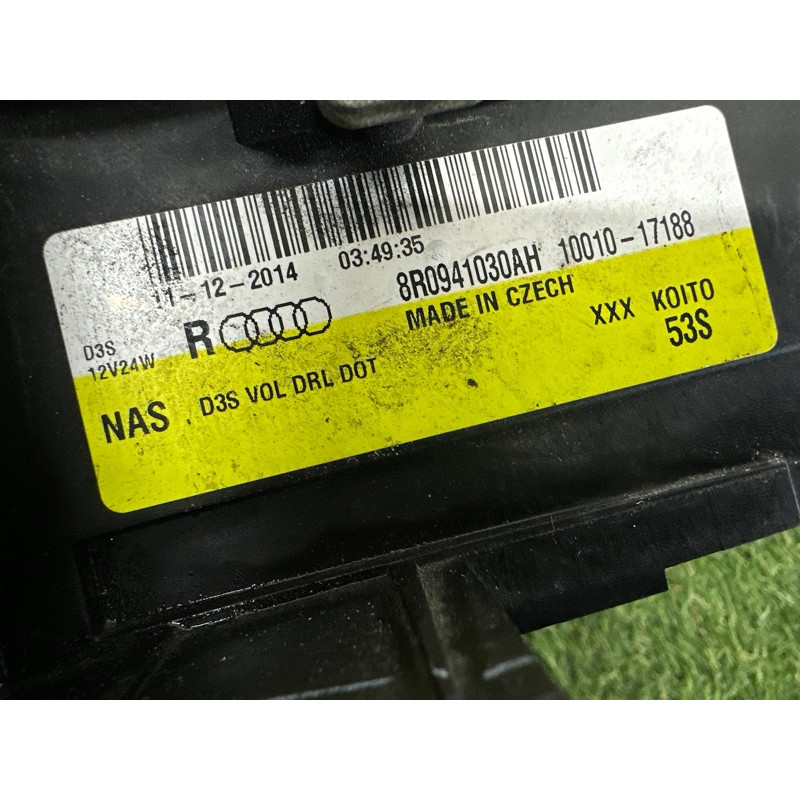 11-12-2014 03:49:35 8R0941030AH 10010-17188
D3S R MADE IN CZECH XXX KOITO
12V24W 53S
NAS D3S VOL DRL DOT